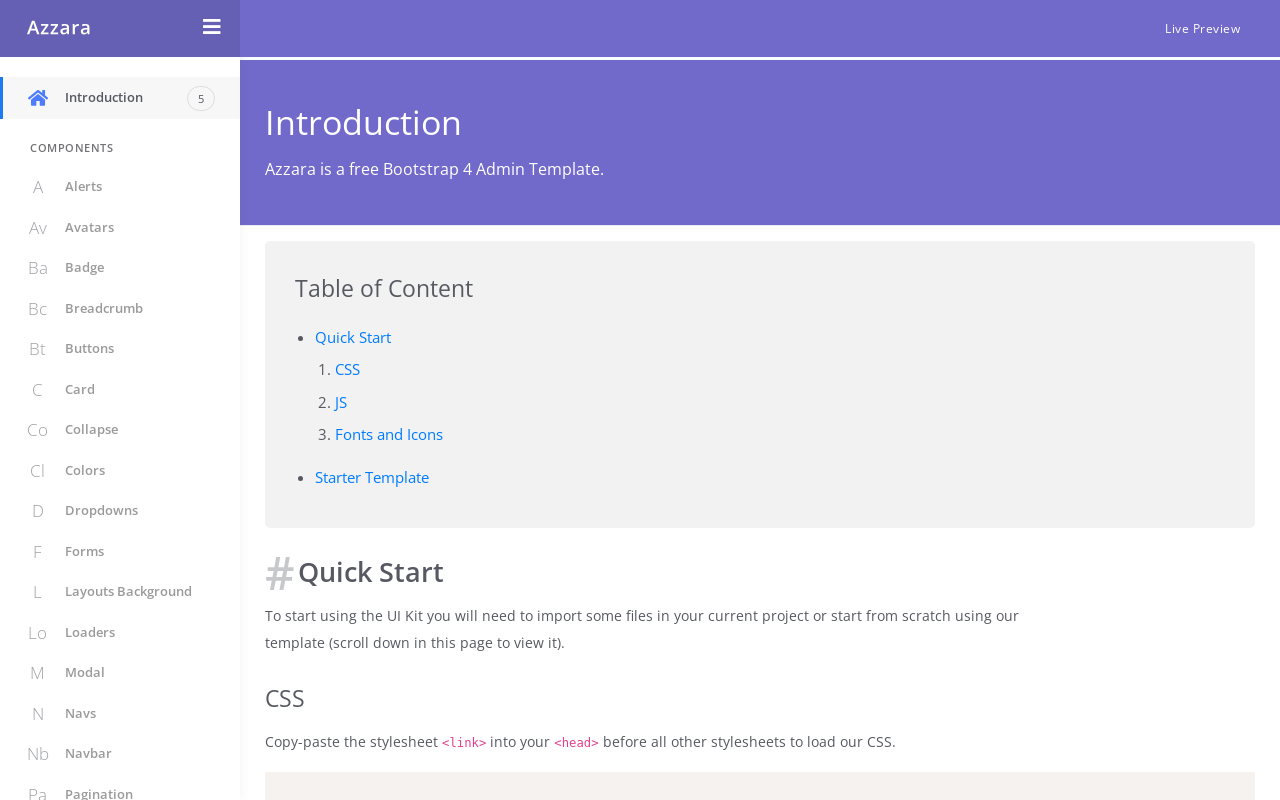 Azzara
Live Preview
Introduction 5
COMPONENTS
A Alerts
Av Avatars
Ba Badge
Bc Breadcrumb
Bt Buttons
C Card
Co Collapse
Cl Colors
D Dropdowns
F Forms
L Layouts Background
Lo Loaders
M Modal
N Navs
Nb Navbar
Pa Pagination
Introduction
Azzara is a free Bootstrap 4 Admin Template.
Table of Content
• Quick Start
1. CSS
2. JS
3. Fonts and Icons
• Starter Template
# Quick Start
To start using the UI Kit you will need to import some files in your current project or start from scratch using our
template (scroll down in this page to view it).
CSS
Copy-paste the stylesheet <link> into your <head> before all other stylesheets to load our CSS.